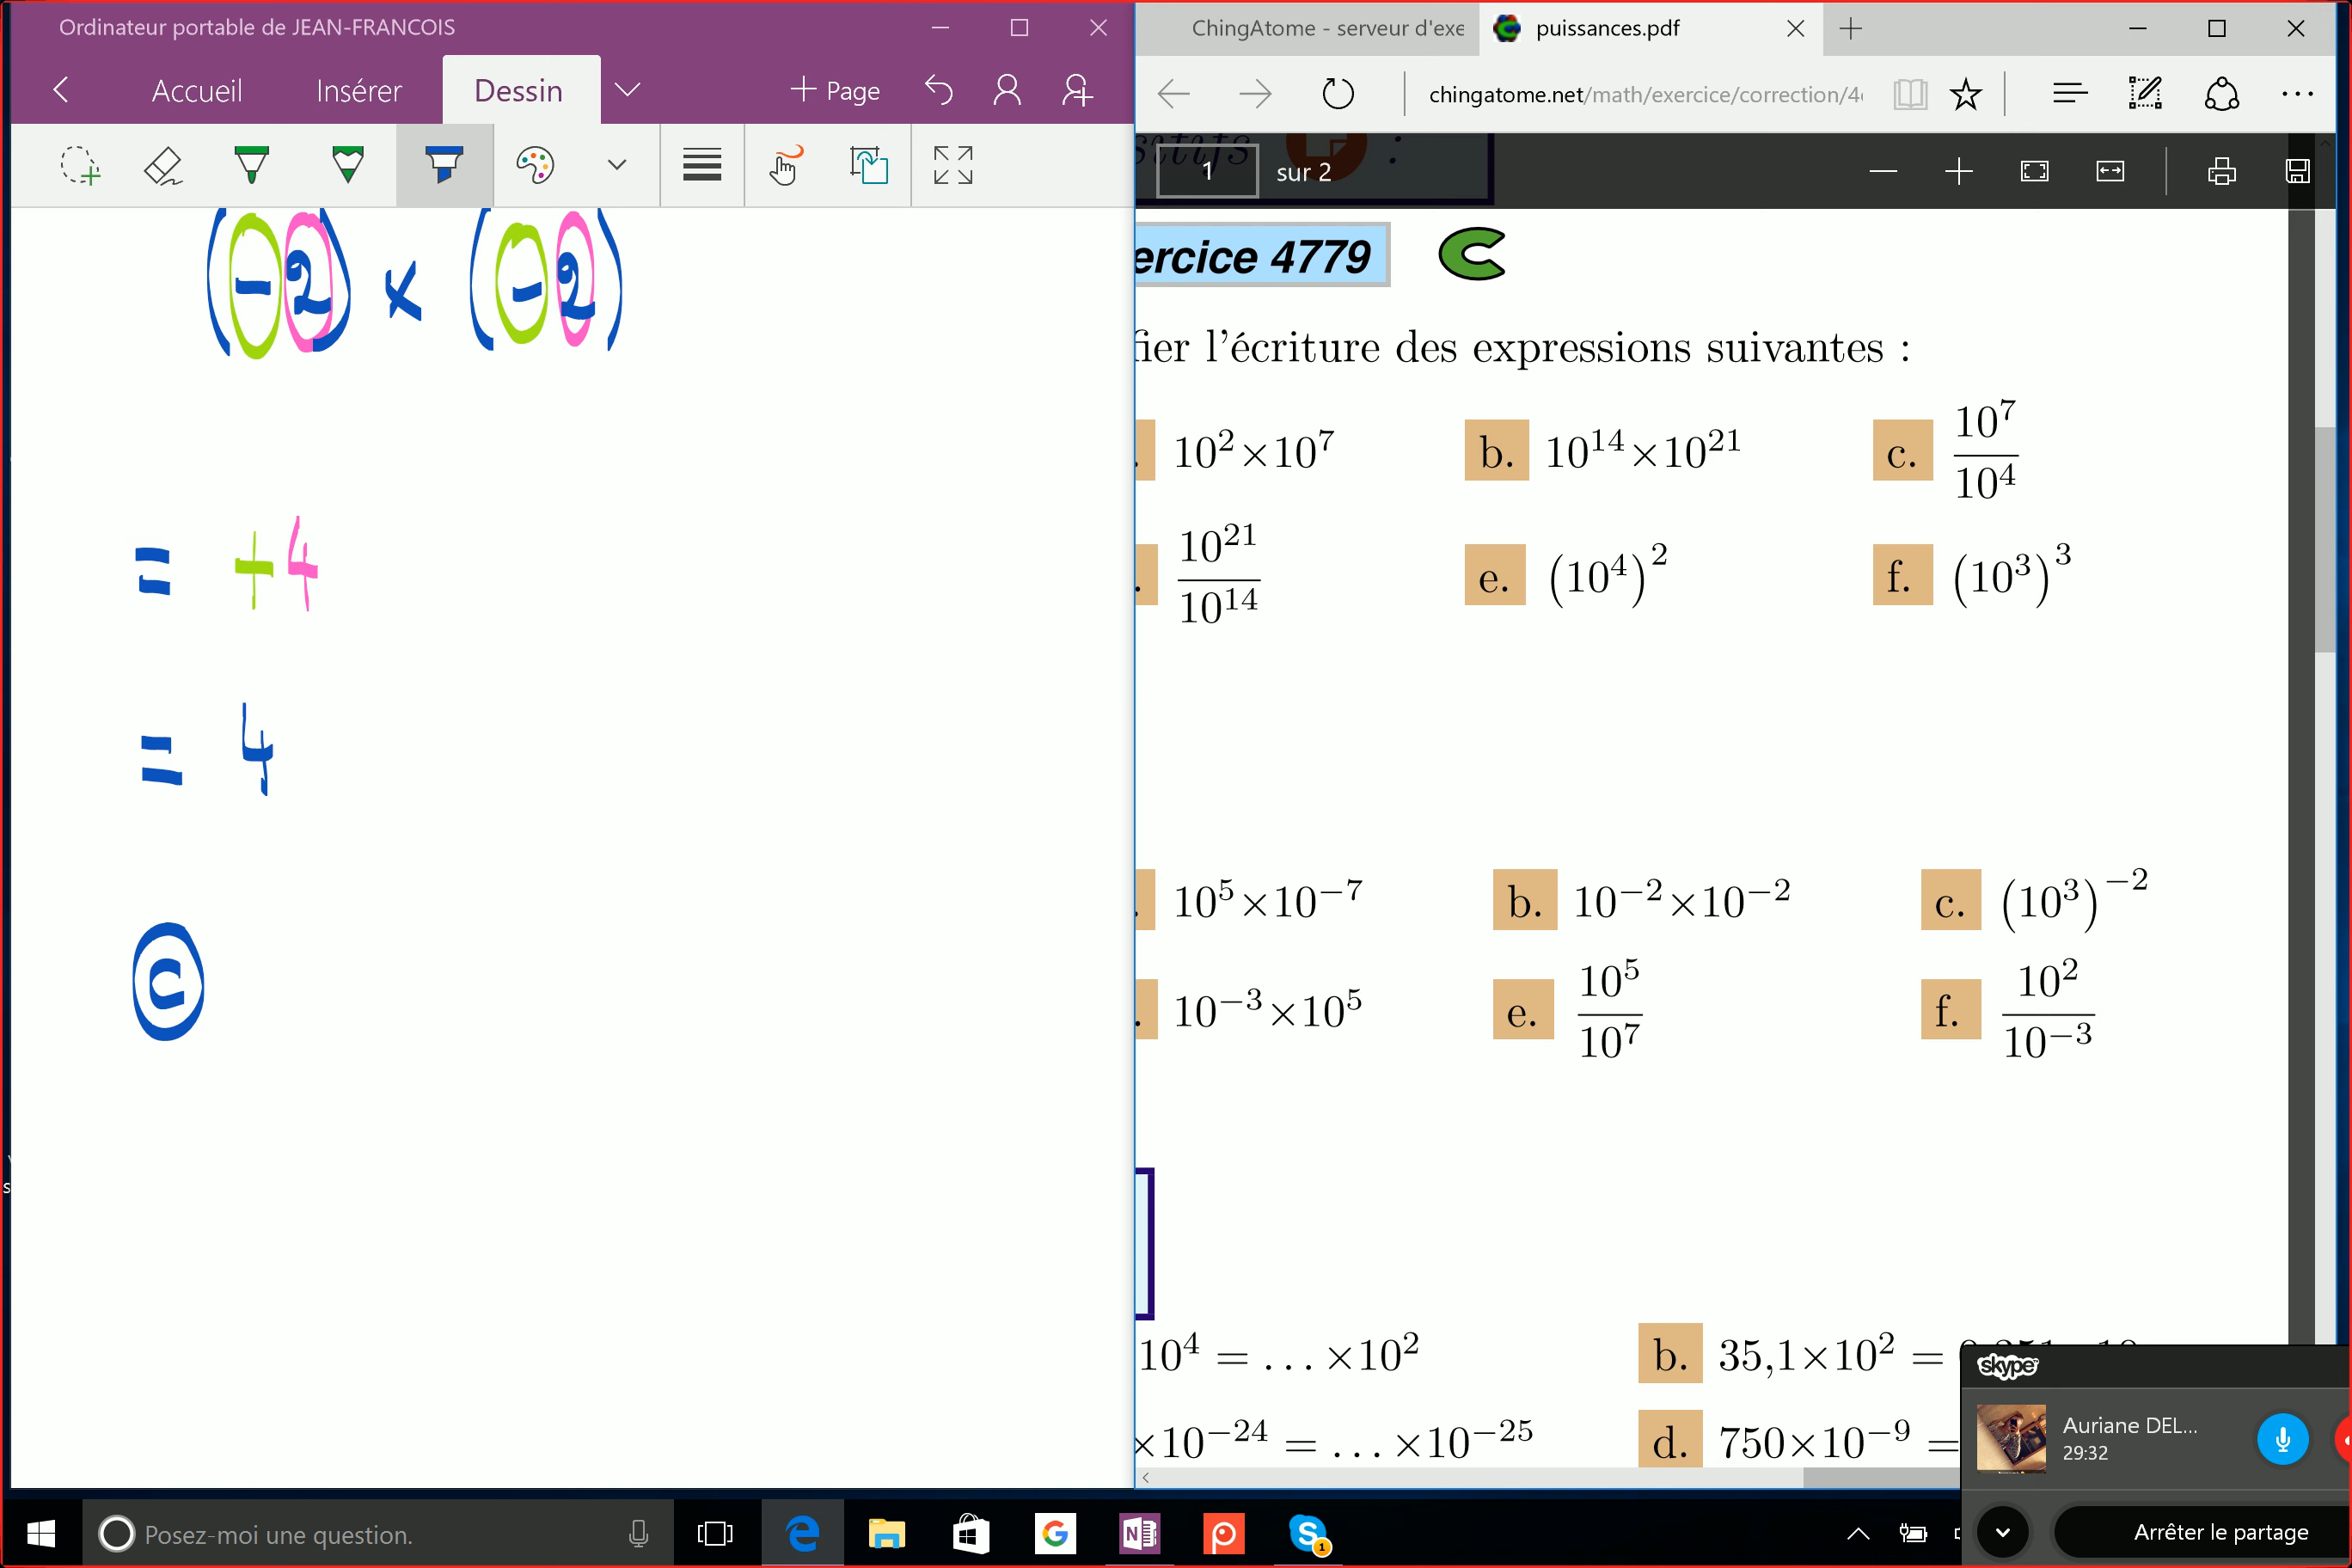 Ordinateur portable de JEAN-FRANCOIS
Accueil Insérer Dessin + Page
(-2) × (-2)
= +4
= 4
C
ChingAtome - serveur d'exe puissances.pdf
chingatome.net/math/exercice/correction/4
sitifs :
1 sur 2
ercice 4779 C
fier l'écriture des expressions suivantes :
. 10² × 10⁷ b. 10¹⁴ × 10²¹ c. 10⁷/10⁴
. 10²¹/10¹⁴ e. (10⁴)² f. (10³)³
. 10⁵ × 10⁻⁷ b. 10⁻² × 10⁻² c. (10³)⁻²
. 10⁻³ × 10⁵ e. 10⁵/10⁷ f. 10²/10⁻³
10⁴ = ... × 10² b. 35,1 × 10² =
× 10⁻²⁴ = ... × 10⁻²⁵ d. 750 × 10⁻⁹ =
skype
Auriane DEL...
29:32
Arrêter le partage
Posez-moi une question.